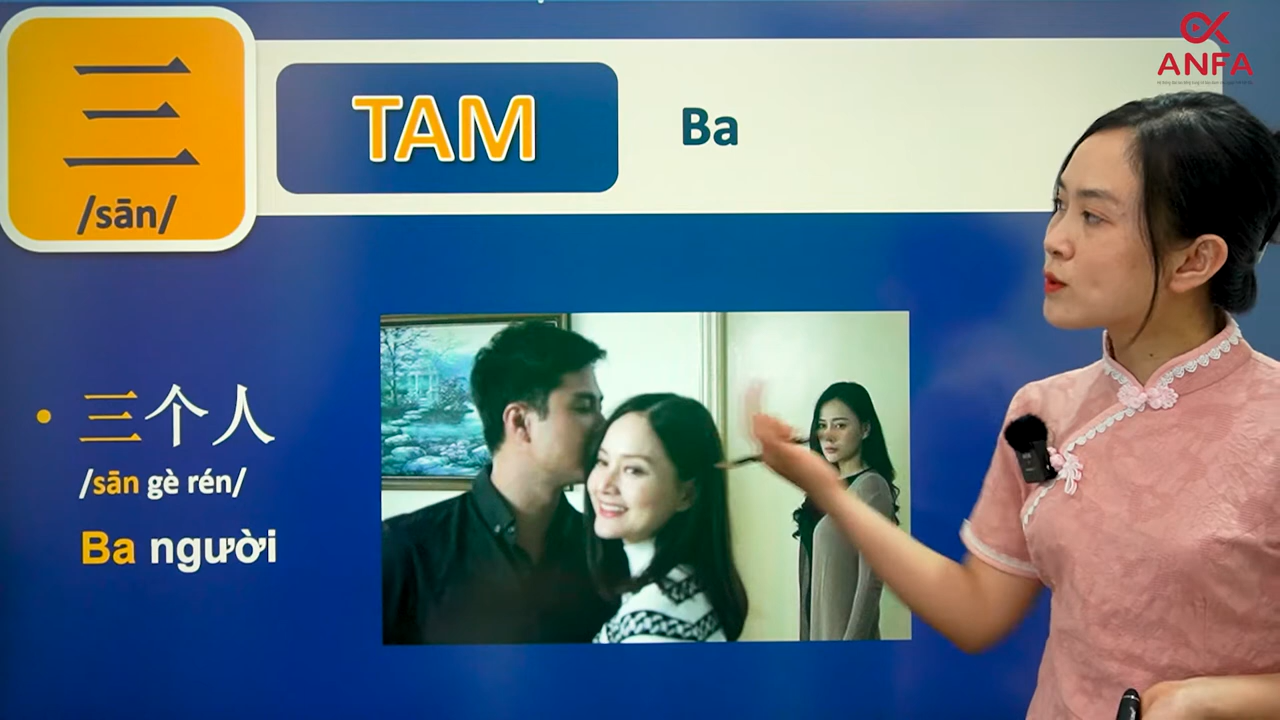 三
/sān/
TAM
Ba
ANFA
三个人
/sān gè rén/
Ba người